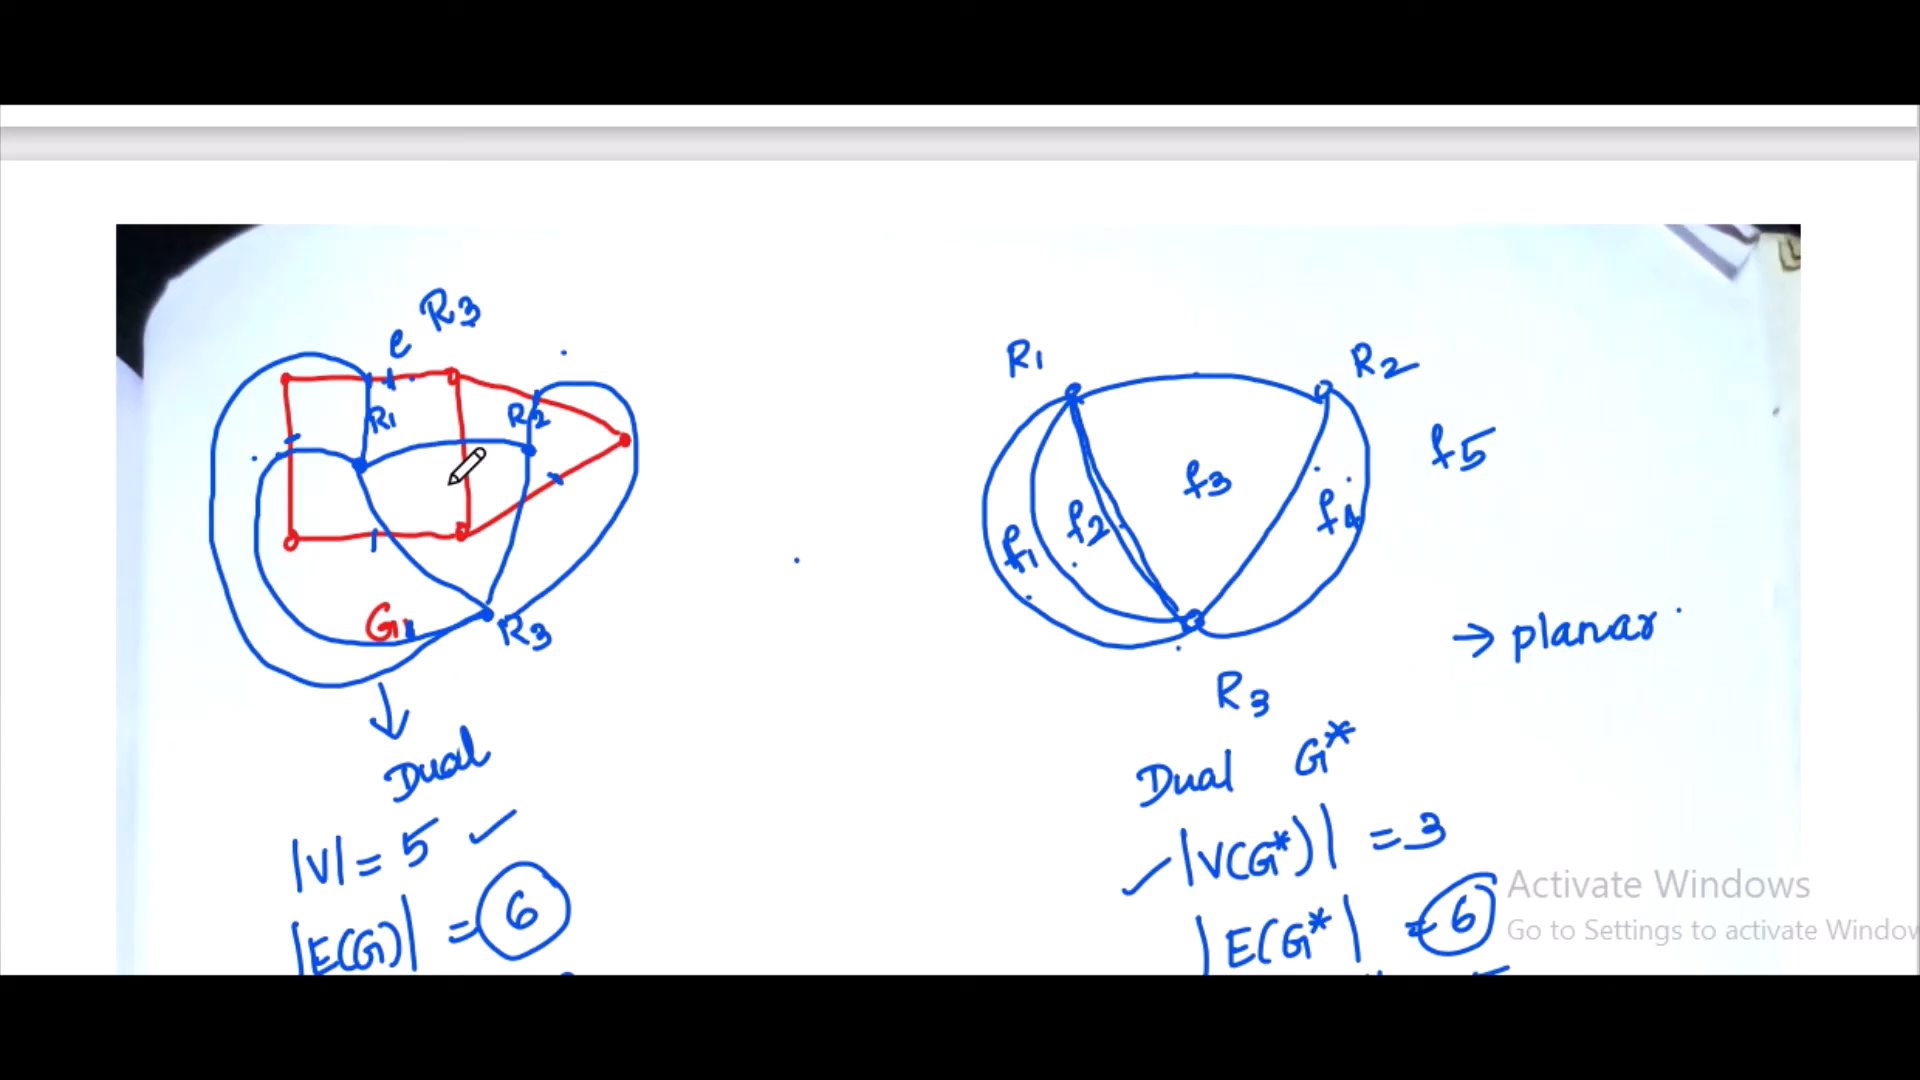 R3
e
R1
R2
G1
R3
Dual
|V| = 5 ✓
|E(G)| = 6
R1
R2
f1
f2
f3
f4
f5
→ planar
R3
Dual G*
✓ |V(G*)| = 3
|E(G*| = 6
Activate Windows
Go to Settings to activate Window